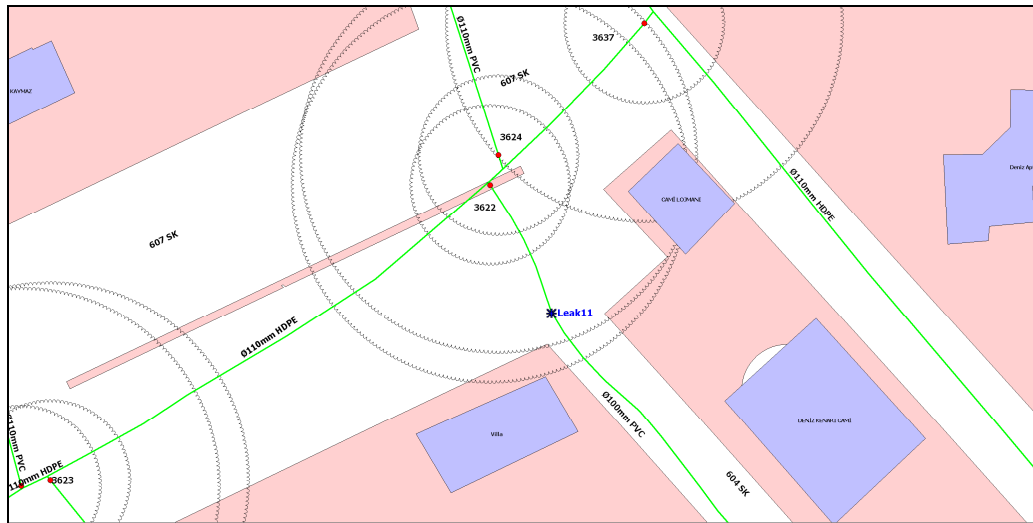 Ø110mm PVC
3637
607 SK
KAYMAZ
3624
Deniz Ap
CAMİ LOJMANI
Ø110mm HDPE
3622
607 SK
Leak11
Ø110mm HDPE
Ø100mm PVC
DENİZ KENARI CAMİ
Villa
Ø110mm PVC
110mm HDPE
3623
604 SK